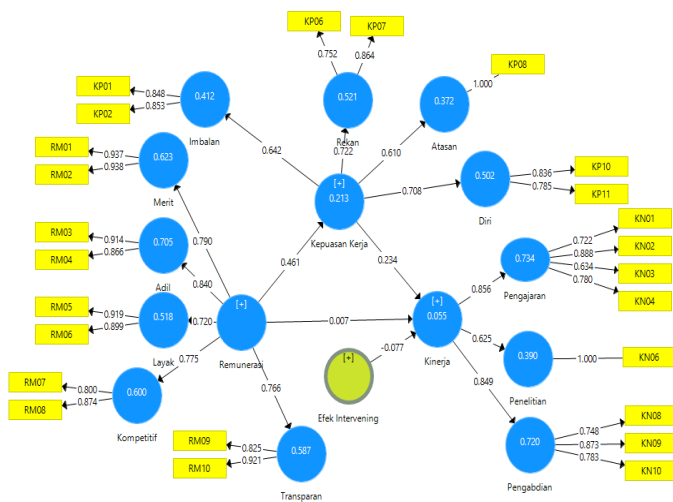 KP06
KP07
0.752
0.864
KP08
1.000
KP01
KP02
0.848
0.853
0.412
Imbalan
0.521
Rekan
0.372
Atasan
0.642
0.722
0.610
RM01
RM02
0.937
0.938
0.623
Merit
0.502
Diri
0.708
0.836
0.785
KP10
KP11
[+]
0.213
Kepuasan Kerja
RM03
RM04
0.914
0.866
0.705
Adil
0.790
0.840
0.461
0.234
0.734
Pengajaran
0.722
0.888
0.634
0.780
KN01
KN02
KN03
KN04
RM05
RM06
0.919
0.899
0.518
Layak
0.720
[+]
Remunerasi
0.007
[+]
0.055
Kinerja
0.856
0.625
0.849
0.390
Penelitian
1.000
KN06
RM07
RM08
0.800
0.874
0.600
Kompetitif
0.775
0.766
[+]
Efek Intervening
-0.077
RM09
RM10
0.825
0.921
0.587
Transparan
0.720
Pengabdian
0.748
0.873
0.783
KN08
KN09
KN10